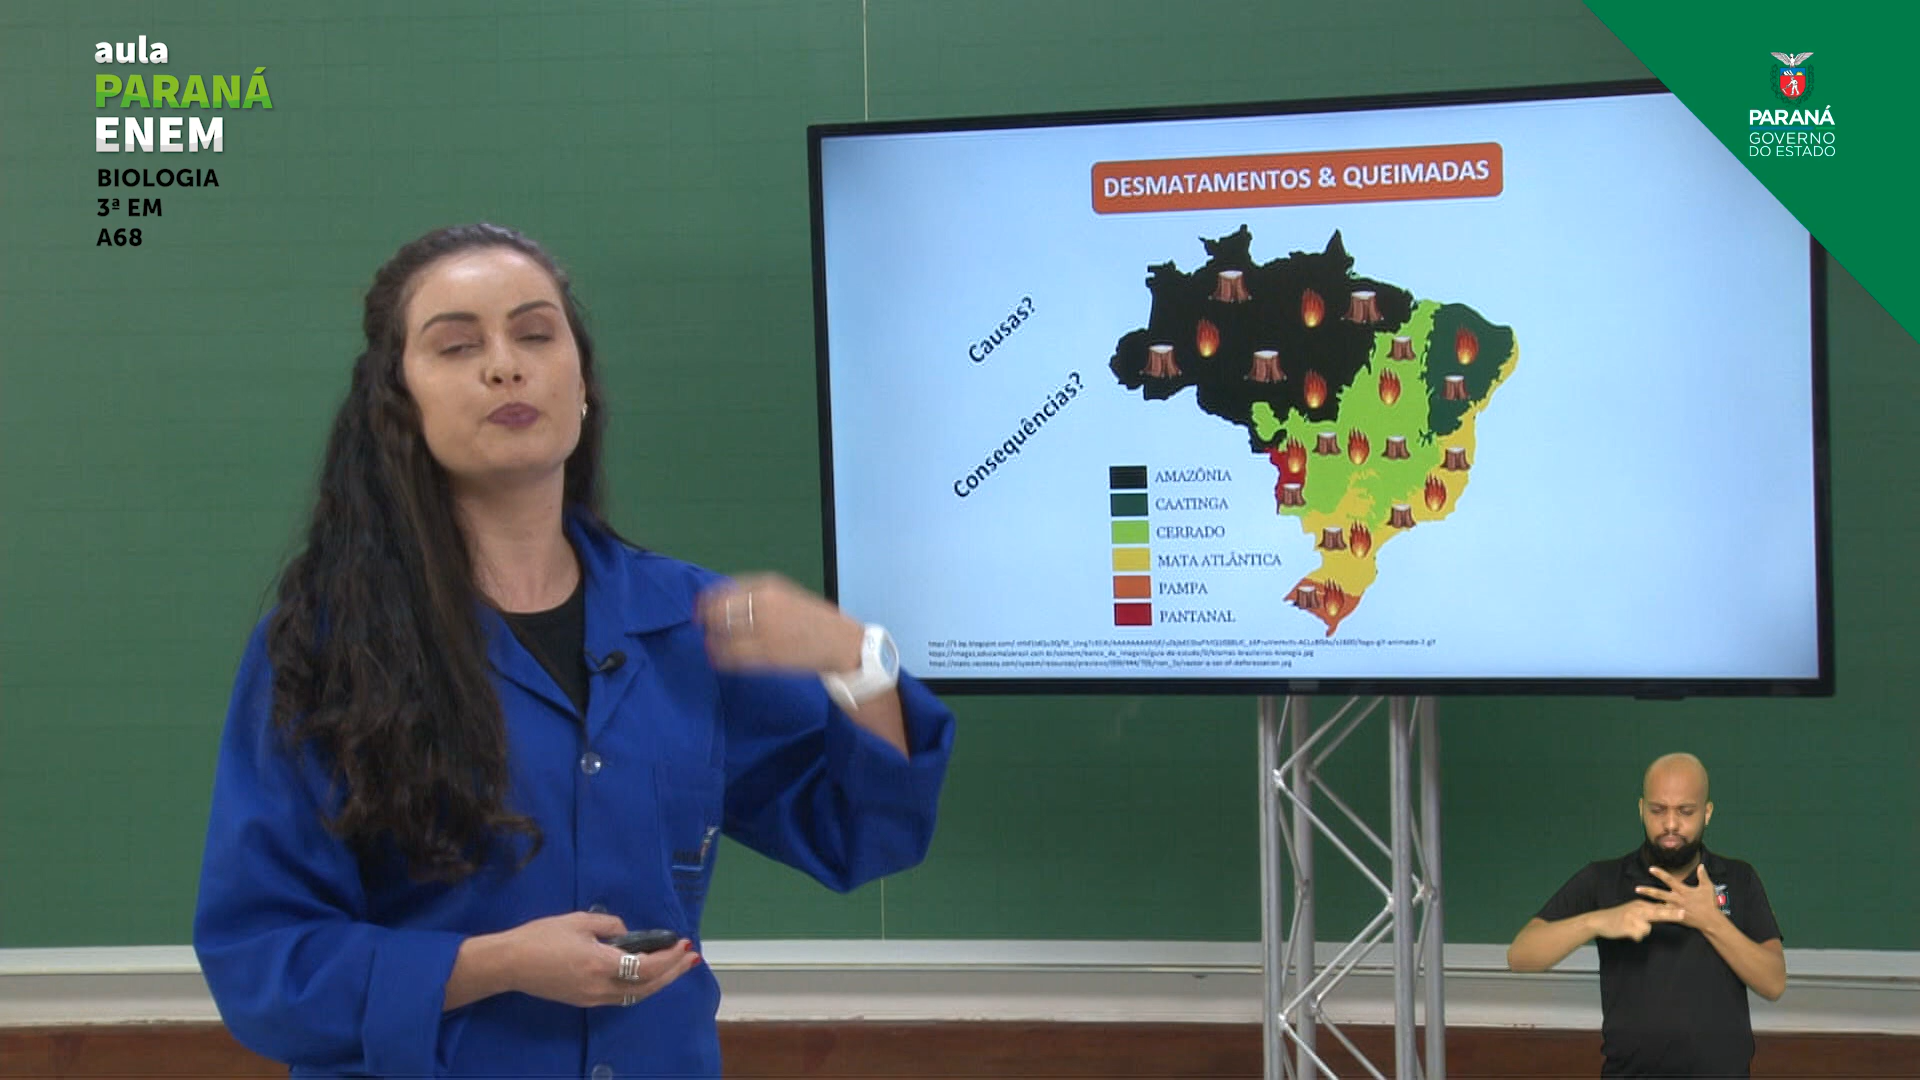 aula
PARANÁ
ENEM
BIOLOGIA
3ª EM
A68
PARANÁ
GOVERNO
DO ESTADO
DESMATAMENTOS & QUEIMADAS
Causas?
Consequências?
AMAZÔNIA
CAATINGA
CERRADO
MATA ATLÂNTICA
PAMPA
PANTANAL